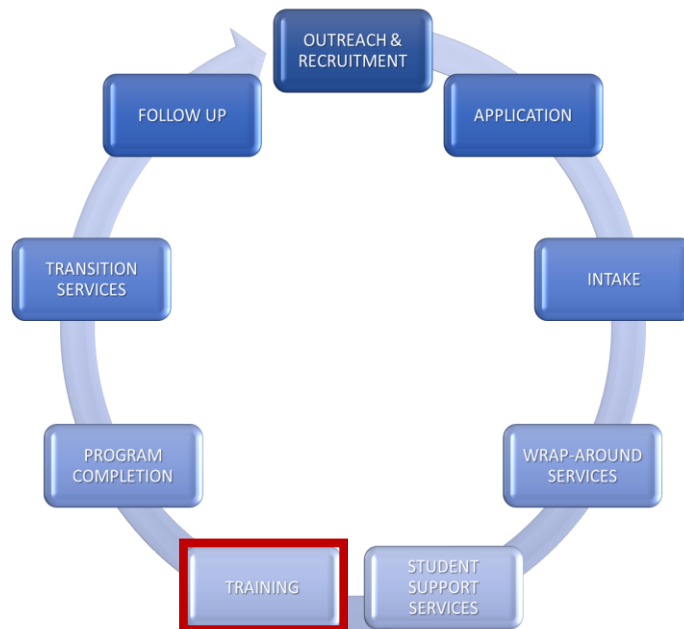 OUTREACH &
RECRUITMENT
APPLICATION
INTAKE
WRAP-AROUND
SERVICES
STUDENT
SUPPORT
SERVICES
TRAINING
PROGRAM
COMPLETION
TRANSITION
SERVICES
FOLLOW UP